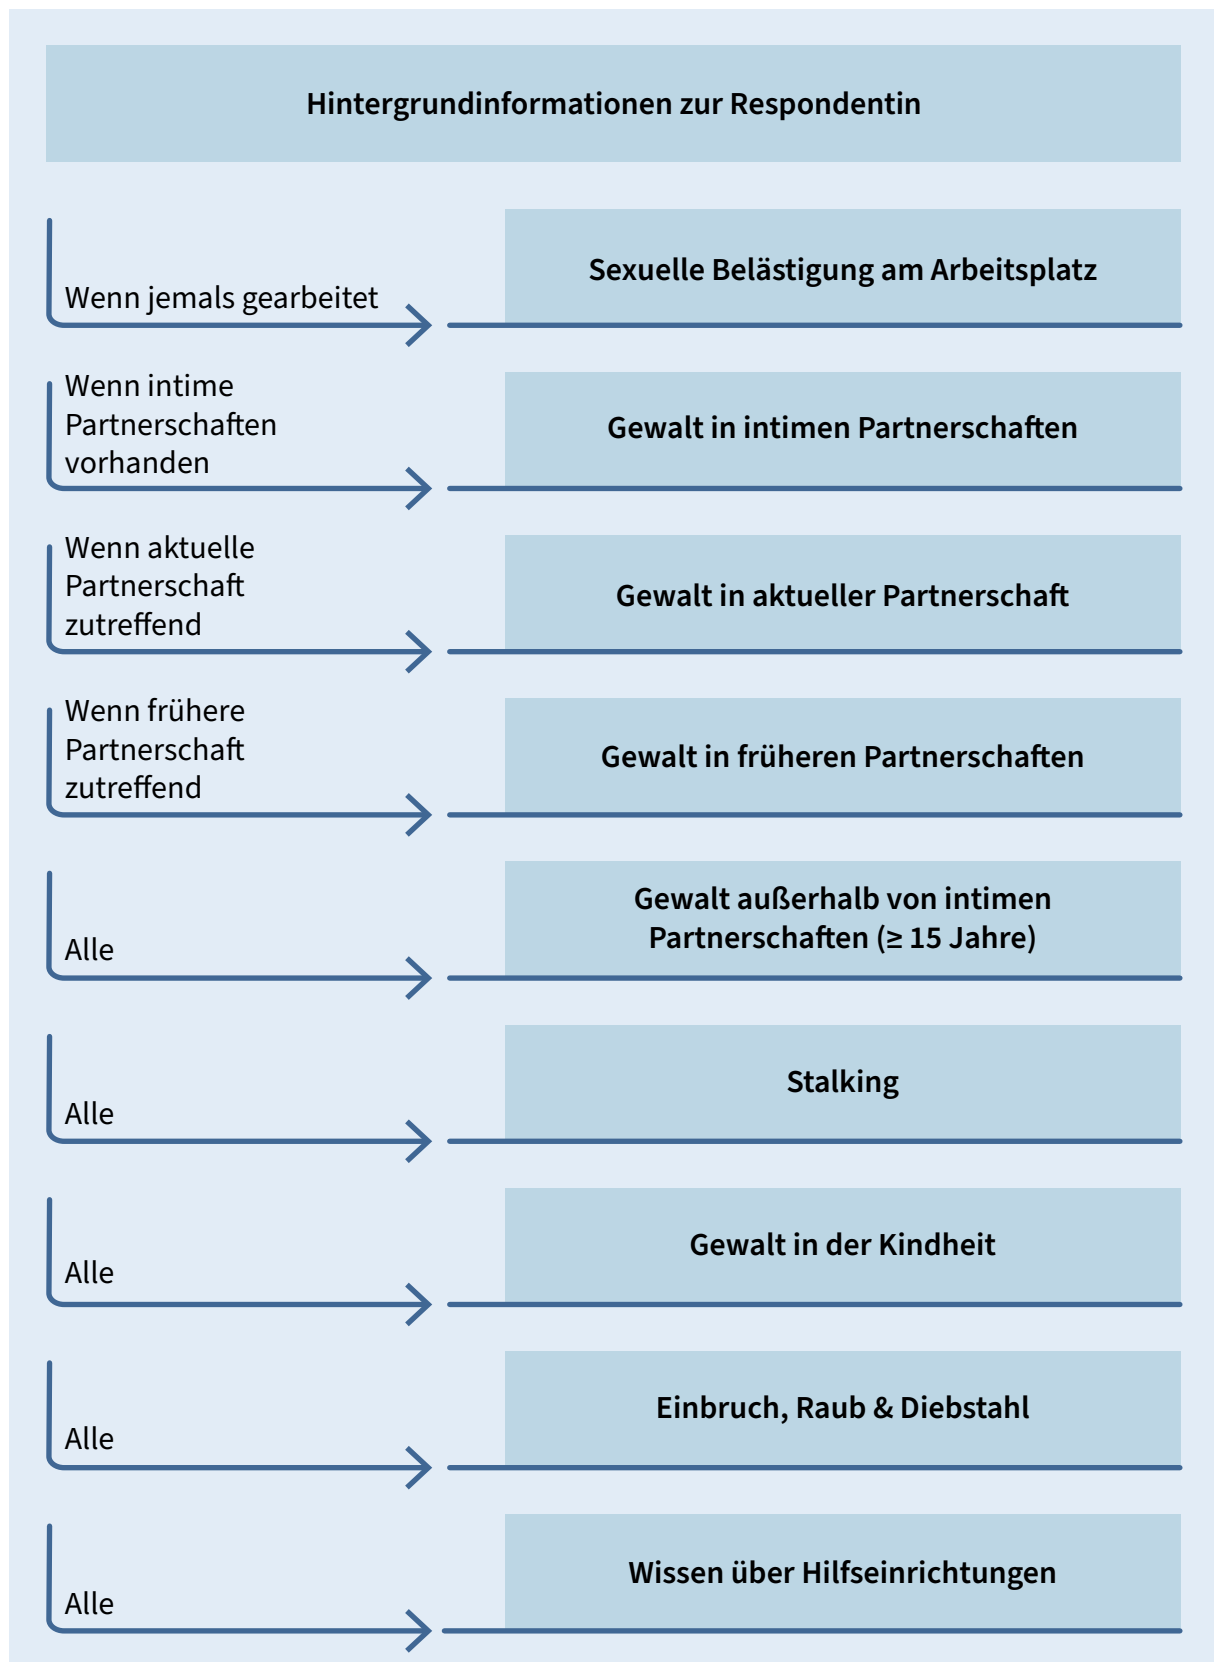 Hintergrundinformationen zur Respondentin
Wenn jemals gearbeitet
Sexuelle Belästigung am Arbeitsplatz
Wenn intime
Partnerschaften
vorhanden
Gewalt in intimen Partnerschaften
Wenn aktuelle
Partnerschaft
zutreffend
Gewalt in aktueller Partnerschaft
Wenn frühere
Partnerschaft
zutreffend
Gewalt in früheren Partnerschaften
Alle
Gewalt außerhalb von intimen
Partnerschaften (≥ 15 Jahre)
Alle
Stalking
Alle
Gewalt in der Kindheit
Alle
Einbruch, Raub & Diebstahl
Alle
Wissen über Hilfseinrichtungen